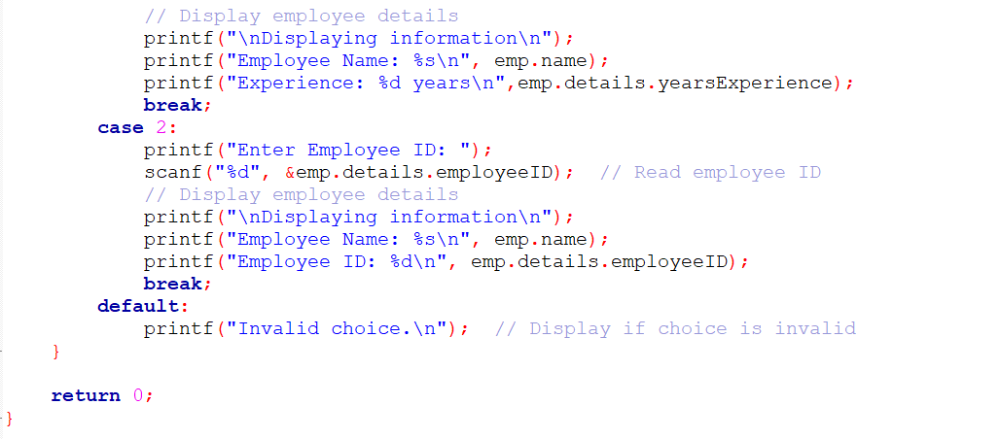 // Display employee details
printf("\nDisplaying information\n");
printf("Employee Name: %s\n", emp.name);
printf("Experience: %d years\n",emp.details.yearsExperience);
break;
case 2:
printf("Enter Employee ID: ");
scanf("%d", &emp.details.employeeID);  // Read employee ID
// Display employee details
printf("\nDisplaying information\n");
printf("Employee Name: %s\n", emp.name);
printf("Employee ID: %d\n", emp.details.employeeID);
break;
default:
printf("Invalid choice.\n");  // Display if choice is invalid
}
return 0;
}